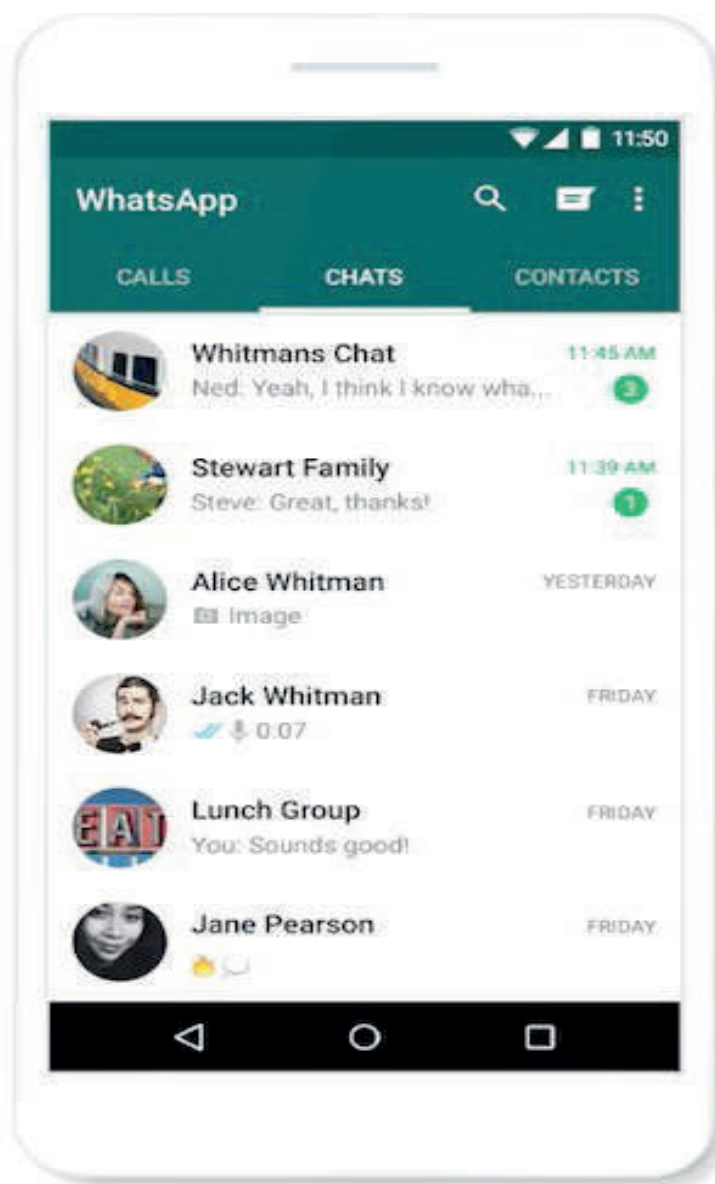 11:50
WhatsApp
CALLS CHATS CONTACTS
Whitmans Chat 11:45 AM
Ned: Yeah, I think I know wha... 3
Stewart Family 11:39 AM
Steve: Great, thanks! 1
Alice Whitman YESTERDAY
Image
Jack Whitman FRIDAY
0:07
EAT
Lunch Group FRIDAY
You: Sounds good!
Jane Pearson FRIDAY
🔥💭